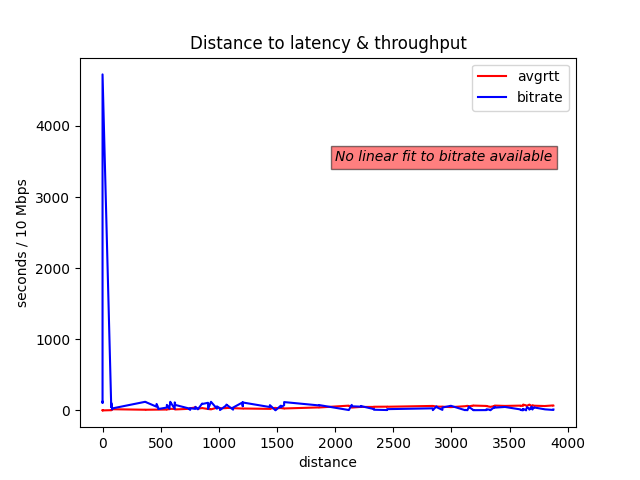 Distance to latency & throughput
avgrtt
bitrate
No linear fit to bitrate available
seconds / 10 Mbps
4000
3000
2000
1000
0
0 500 1000 1500 2000 2500 3000 3500 4000
distance